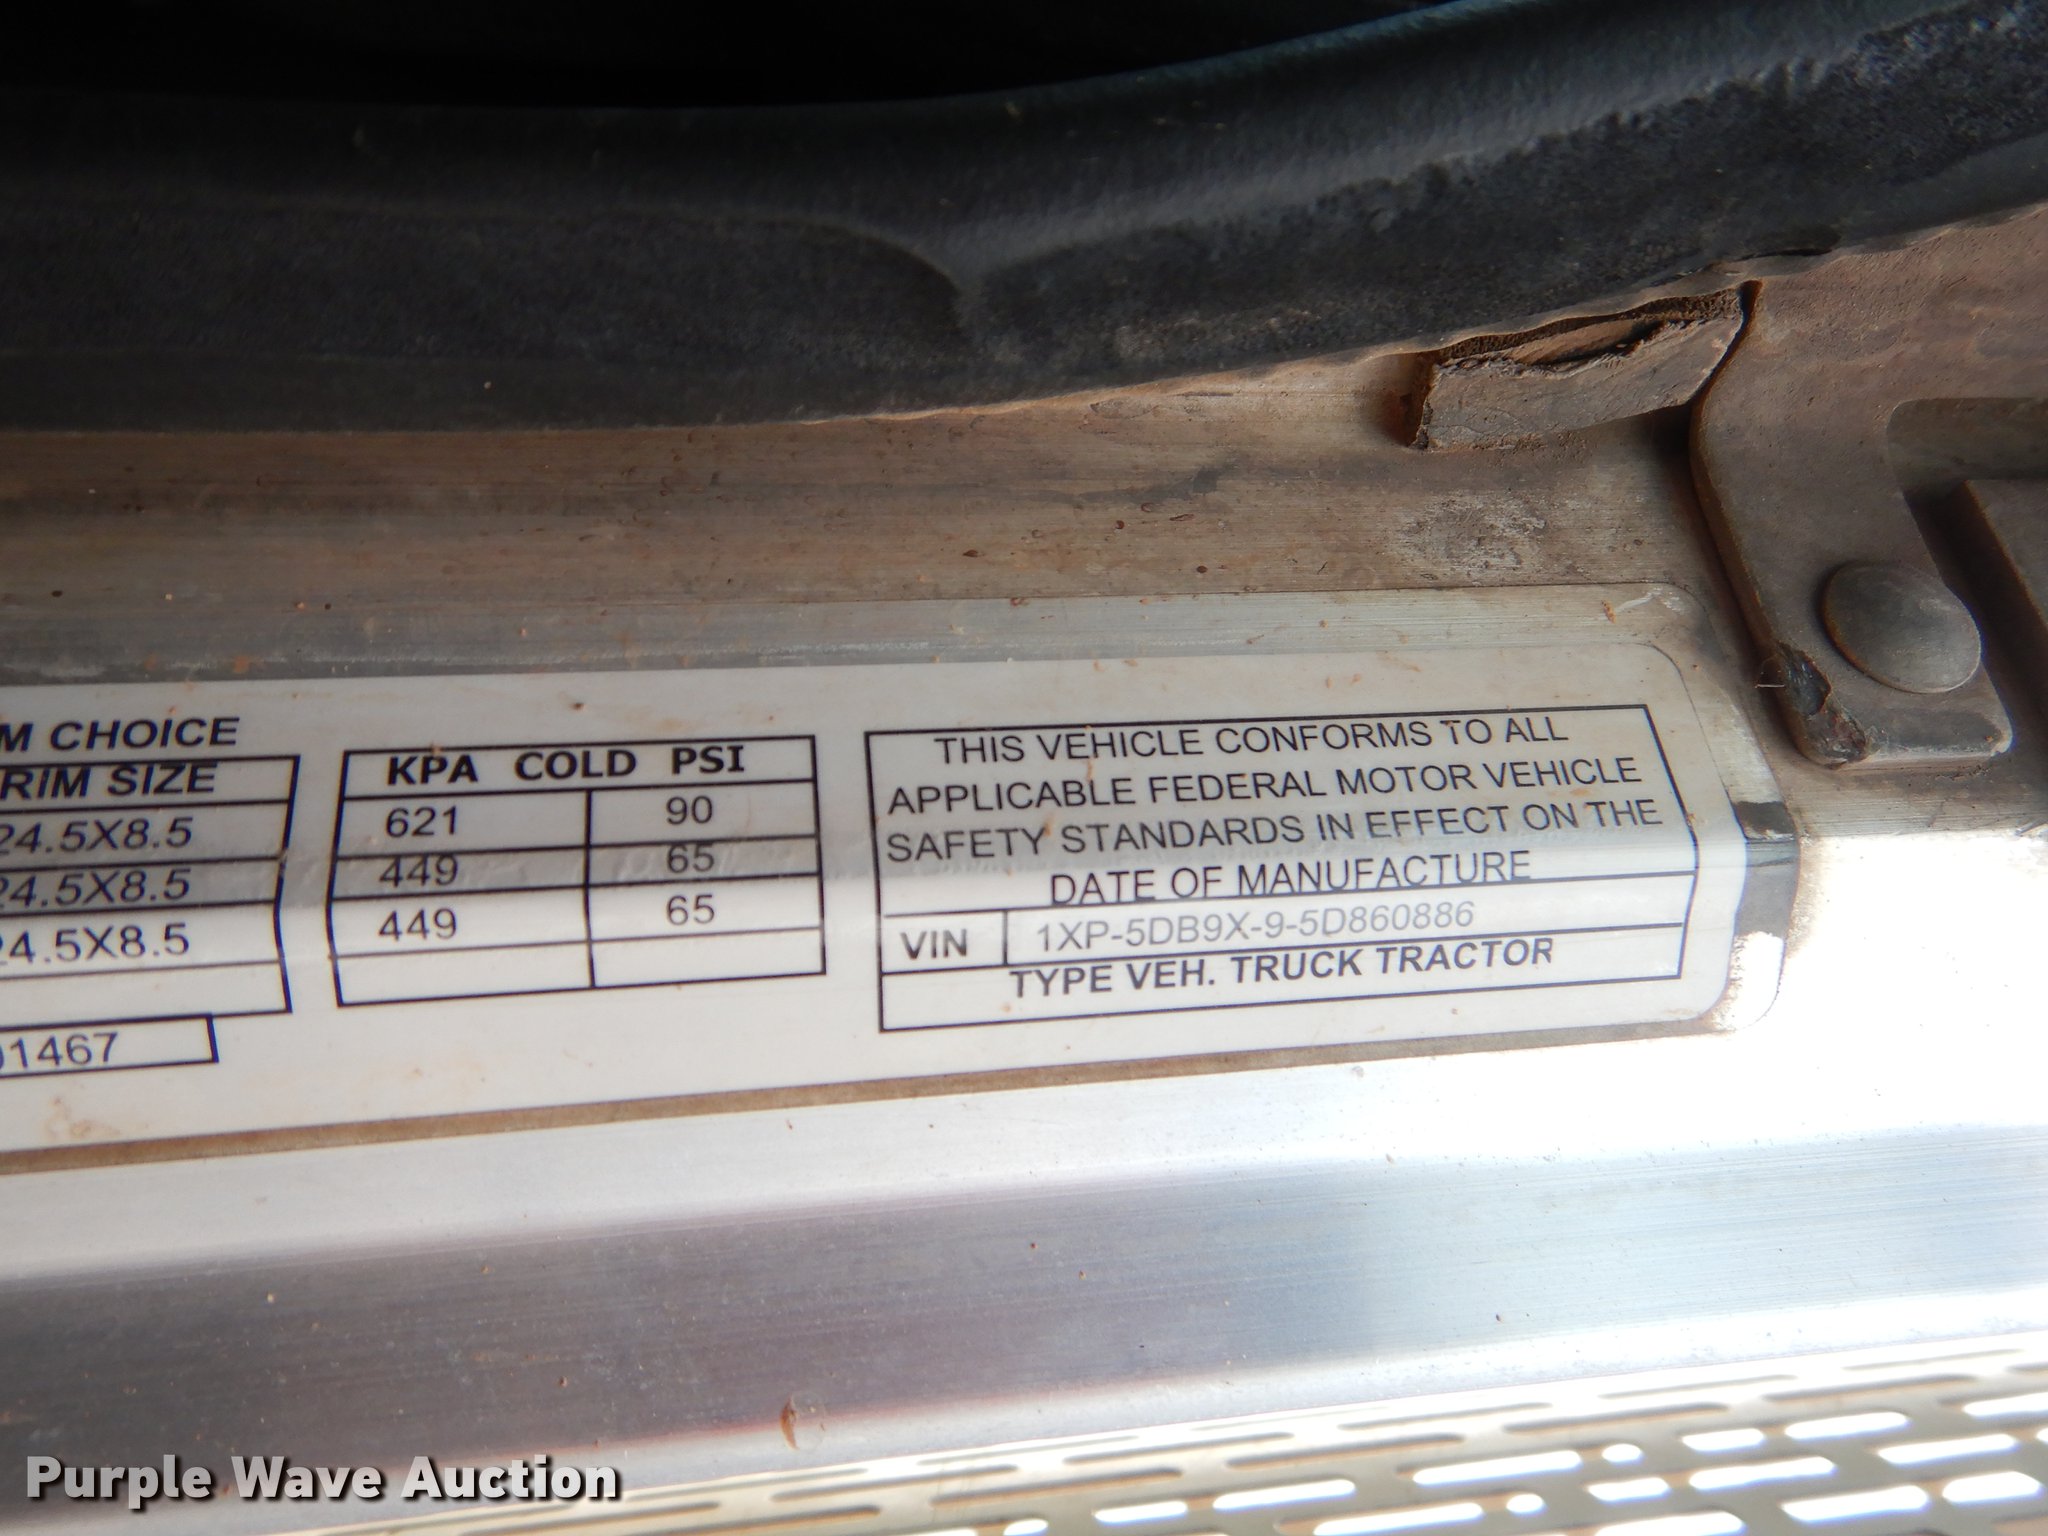 M CHOICE
RIM SIZE
24.5X8.5
24.5X8.5
24.5X8.5
01467
KPA COLD PSI
621 90
449 65
449 65
THIS VEHICLE CONFORMS TO ALL
APPLICABLE FEDERAL MOTOR VEHICLE
SAFETY STANDARDS IN EFFECT ON THE
DATE OF MANUFACTURE
VIN 1XP-5DB9X-9-5D860886
TYPE VEH. TRUCK TRACTOR
Purple Wave Auction